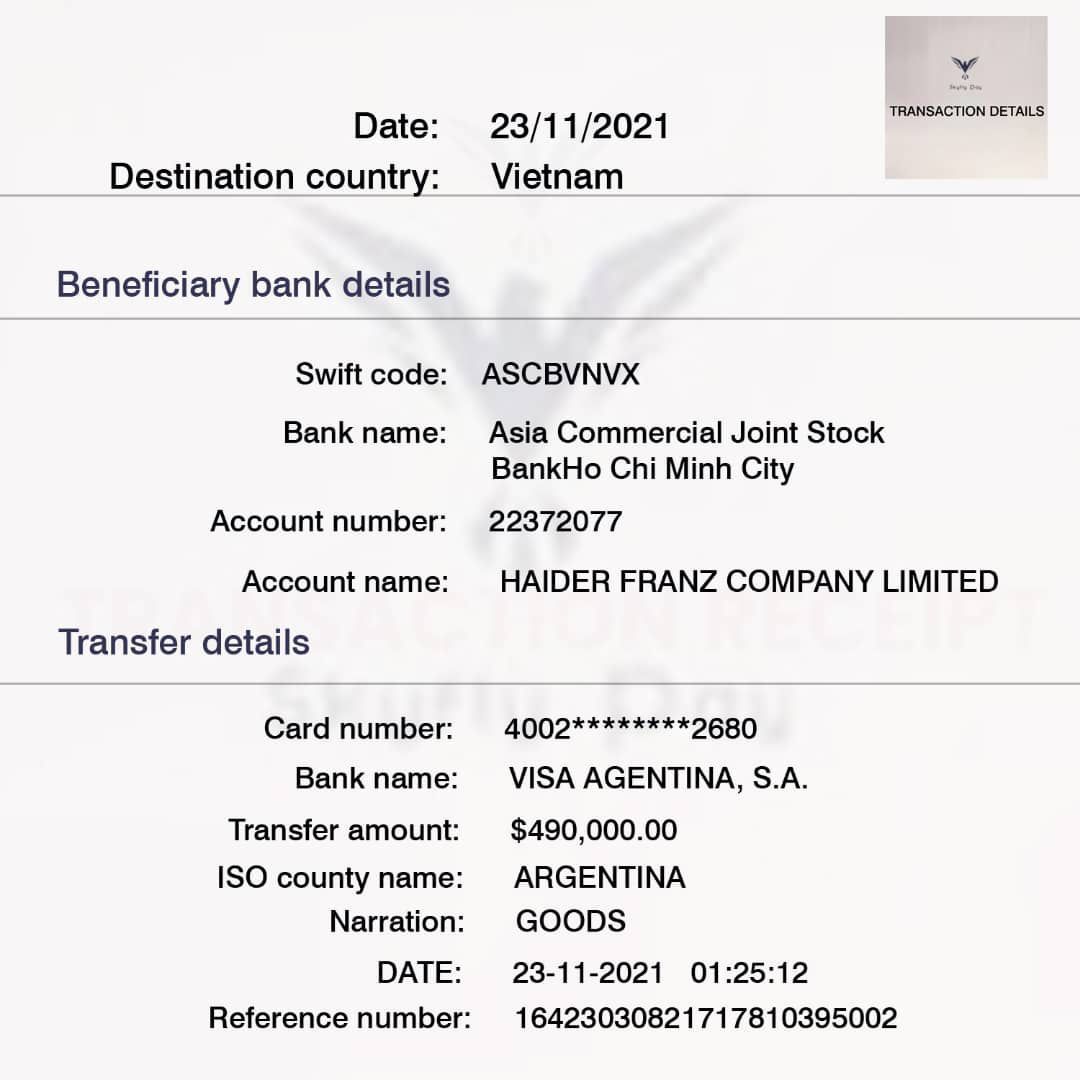 Skyfly Day
TRANSACTION DETAILS
Date: 23/11/2021
Destination country: Vietnam
Beneficiary bank details
Swift code: ASCBVNVX
Bank name: Asia Commercial Joint Stock
BankHo Chi Minh City
Account number: 22372077
Account name: HAIDER FRANZ COMPANY LIMITED
TRANSACTION RECEIPT
Transfer details
Skyfly Day
Card number: 4002********2680
Bank name: VISA AGENTINA, S.A.
Transfer amount: $490,000.00
ISO county name: ARGENTINA
Narration: GOODS
DATE: 23-11-2021 01:25:12
Reference number: 16423030821717810395002